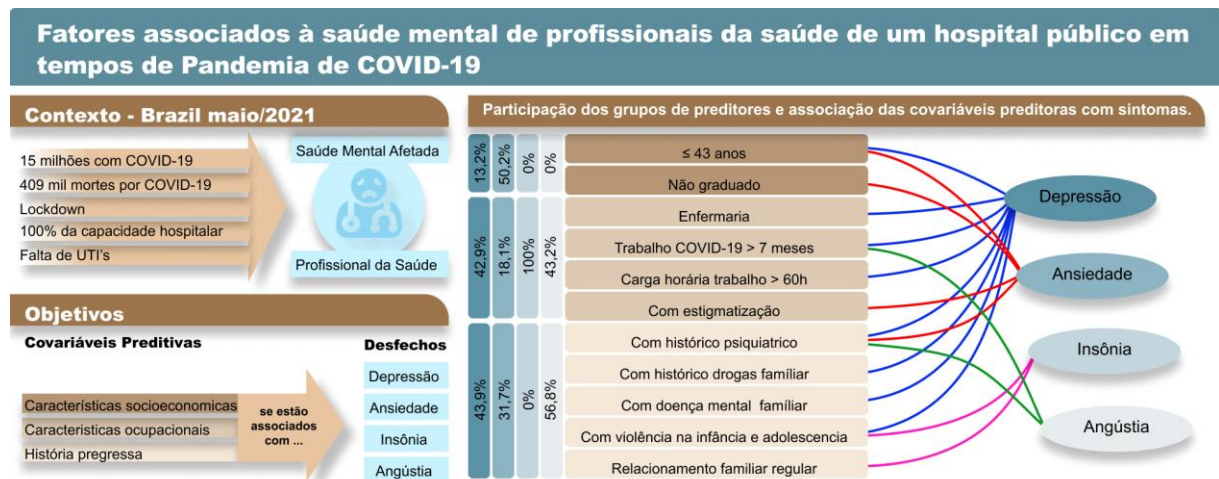 Fatores associados à saúde mental de profissionais da saúde de um hospital público em
tempos de Pandemia de COVID-19
Contexto - Brazil maio/2021
15 milhões com COVID-19
409 mil mortes por COVID-19
Lockdown
100% da capacidade hospitalar
Falta de UTI's
Saúde Mental Afetada
Profissional da Saúde
Objetivos
Covariáveis Preditivas
Características socioeconomicas
Caracteristicas ocupacionais
História pregressa
se estão
associados
com ...
Desfechos
Depressão
Ansiedade
Insônia
Angústia
Participação dos grupos de preditores e associação das covariáveis preditoras com sintomas.
13,2%
50,2%
0%
0%
42,9%
18,1%
100%
43,2%
43,9%
31,7%
0%
56,8%
≤ 43 anos
Não graduado
Enfermaria
Trabalho COVID-19 > 7 meses
Carga horária trabalho > 60h
Com estigmatização
Com histórico psiquiatrico
Com histórico drogas famíliar
Com doença mental famíliar
Com violência na infância e adolescencia
Relacionamento familiar regular
Depressão
Ansiedade
Insônia
Angústia